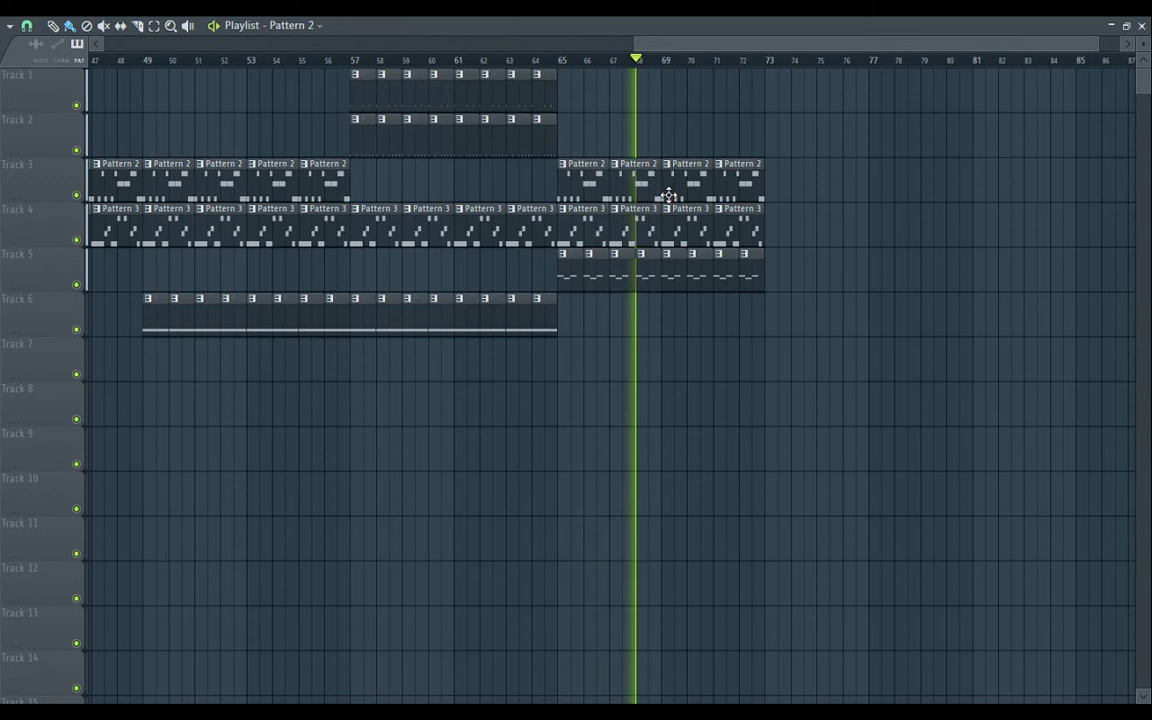 Playlist - Pattern 2
NOTE CHAN PAT
47 48 49 50 51 52 53 54 55 56 57 58 59 60 61 62 63 64 65 66 67 68 69 70 71 72 73 74 75 76 77 78 79 80 81 82 83 84 85 86 87
Track 1
Track 2
Track 3 Pattern 2 Pattern 2 Pattern 2 Pattern 2 Pattern 2 Pattern 2 Pattern 2 Pattern 2 Pattern 2
Track 4 Pattern 3 Pattern 3 Pattern 3 Pattern 3 Pattern 3 Pattern 3 Pattern 3 Pattern 3 Pattern 3 Pattern 3 Pattern 3 Pattern 3 Pattern 3
Track 5
Track 6
Track 7
Track 8
Track 9
Track 10
Track 11
Track 12
Track 13
Track 14
Track 15